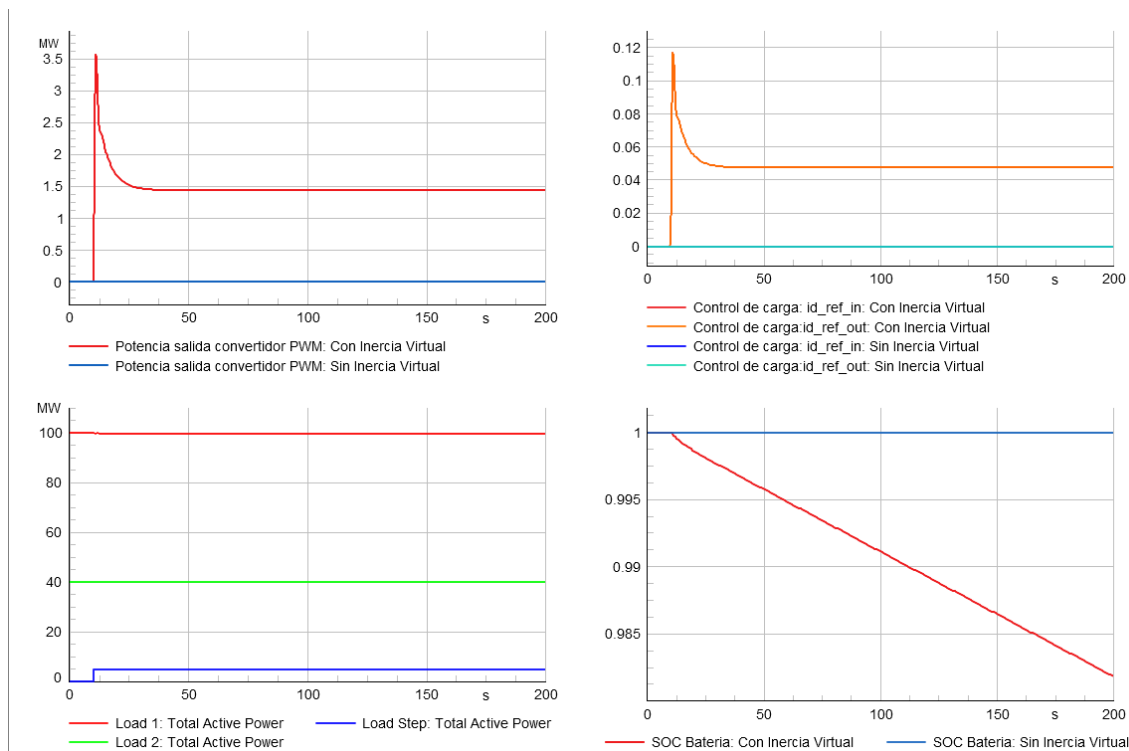 MW
3.5
3
2.5
2
1.5
1
0.5
0
0 50 100 150 s 200
Potencia salida convertidor PWM: Con Inercia Virtual
Potencia salida convertidor PWM: Sin Inercia Virtual
0.12
0.1
0.08
0.06
0.04
0.02
0
0 50 100 150 s 200
Control de carga: id_ref_in: Con Inercia Virtual
Control de carga:id_ref_out: Con Inercia Virtual
Control de carga: id_ref_in: Sin Inercia Virtual
Control de carga:id_ref_out: Sin Inercia Virtual
MW
100
80
60
40
20
0
0 50 100 150 s 200
Load 1: Total Active Power Load Step: Total Active Power
Load 2: Total Active Power
1
0.995
0.99
0.985
0 50 100 150 s 200
SOC Bateria: Con Inercia Virtual SOC Bateria: Sin Inercia Virtual